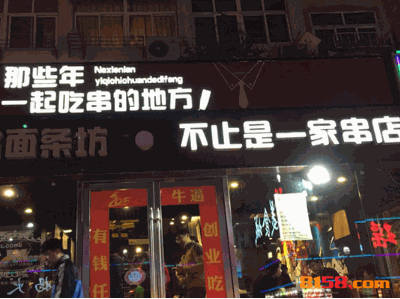 那些年
Naxienian
yiqichichuandedifang
一起吃串的地方！
不止是一家串店
面条坊
牛逼
有钱任
创业吃
8158.com